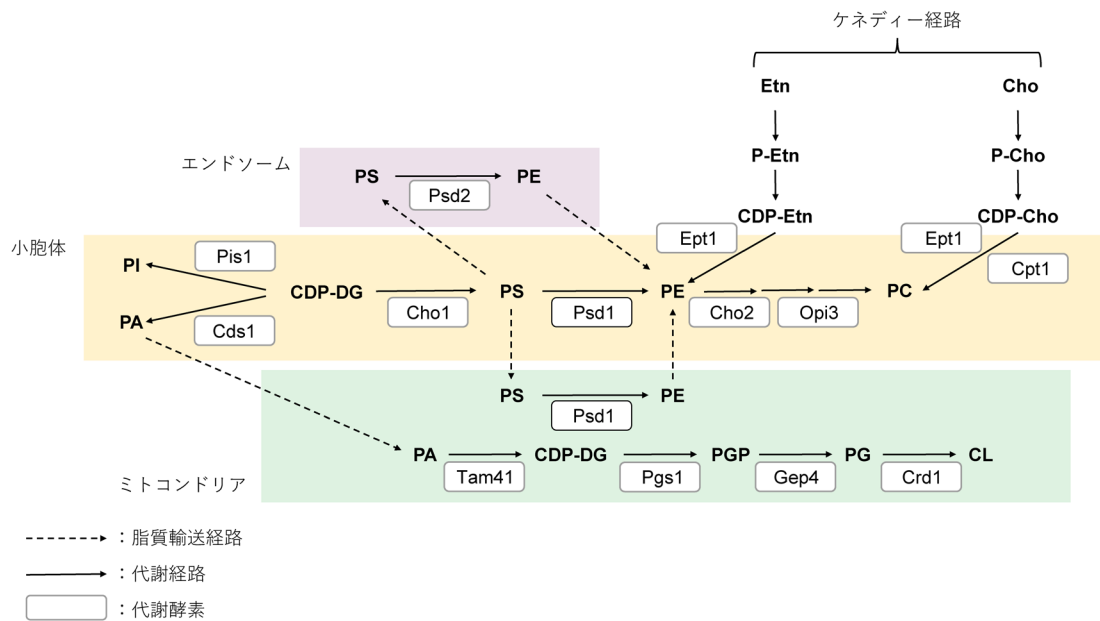 ケネディー経路
Etn
Cho
P-Etn
P-Cho
エンドソーム
PS
PE
Psd2
CDP-Etn
CDP-Cho
小胞体
Ept1
Ept1
Pis1
PI
Cpt1
CDP-DG
PS
PE
PC
Cho1
Psd1
Cho2
Opi3
PA
Cds1
PS
PE
Psd1
PA
CDP-DG
PGP
PG
CL
Tam41
Pgs1
Gep4
Crd1
ミトコンドリア
：脂質輸送経路
：代謝経路
：代謝酵素